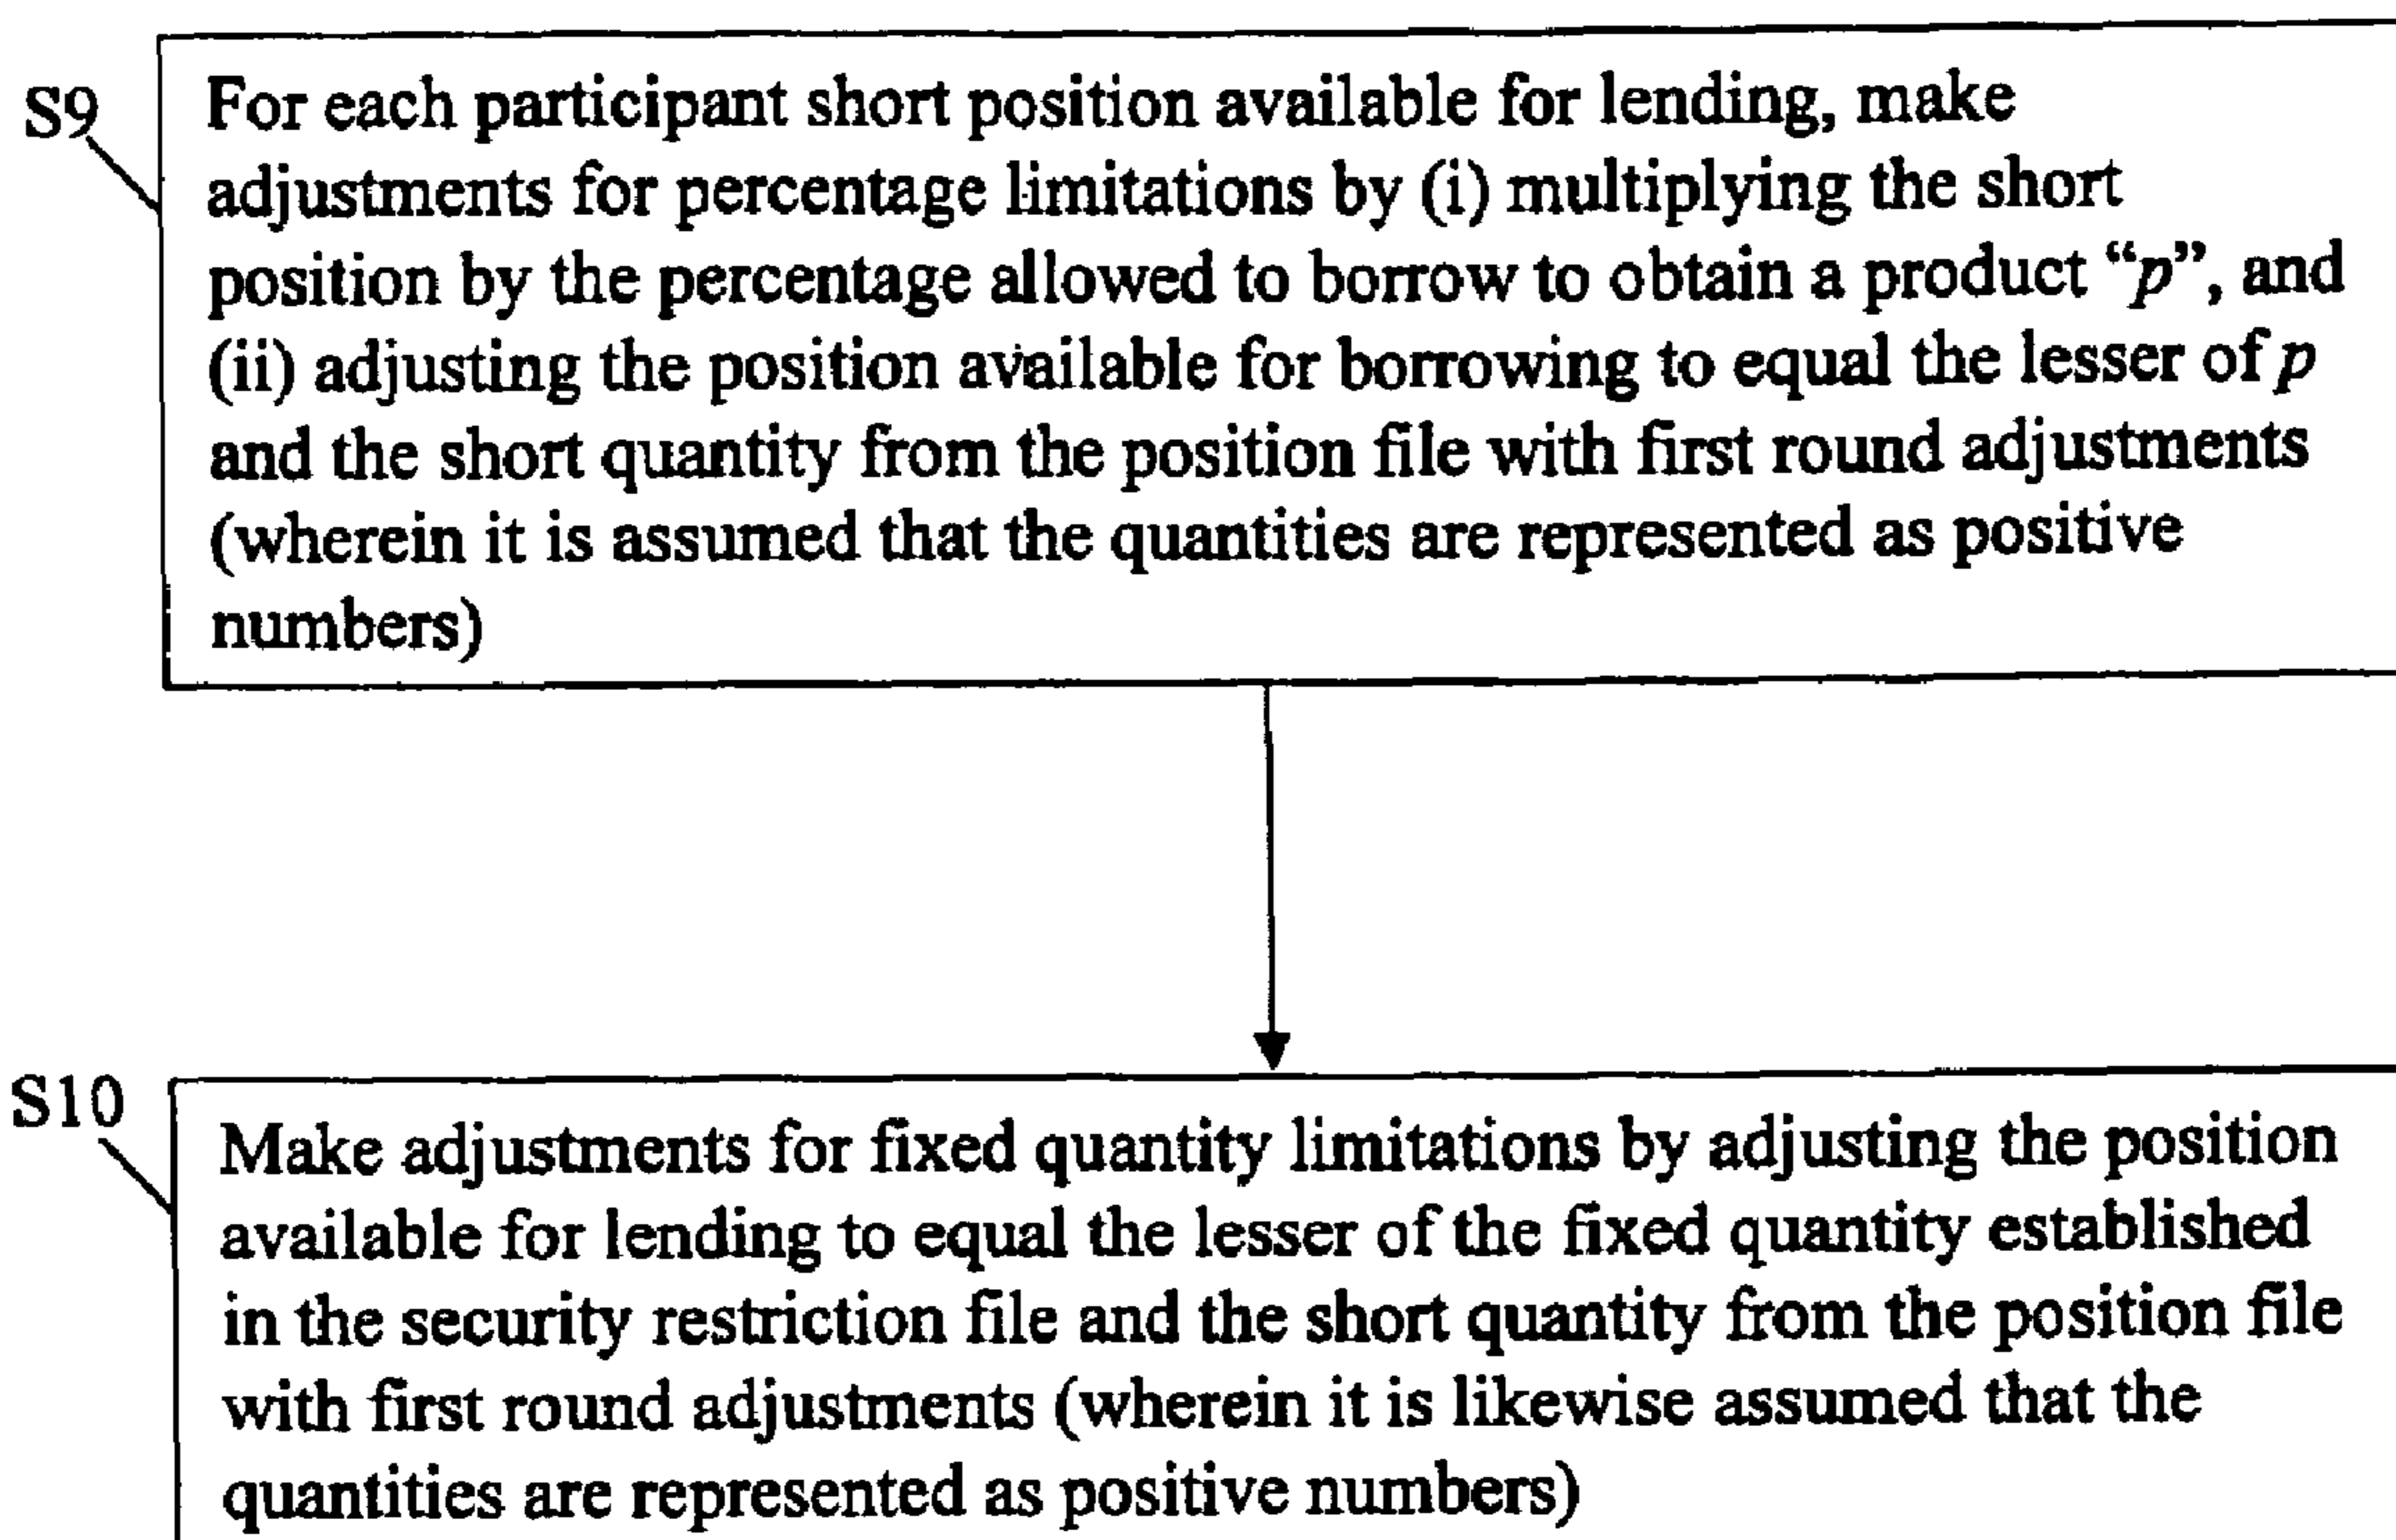 S9
For each participant short position available for lending, make
adjustments for percentage limitations by (i) multiplying the short
position by the percentage allowed to borrow to obtain a product “p”, and
(ii) adjusting the position available for borrowing to equal the lesser of p
and the short quantity from the position file with first round adjustments
(wherein it is assumed that the quantities are represented as positive
numbers)
S10
Make adjustments for fixed quantity limitations by adjusting the position
available for lending to equal the lesser of the fixed quantity established
in the security restriction file and the short quantity from the position file
with first round adjustments (wherein it is likewise assumed that the
quantities are represented as positive numbers)